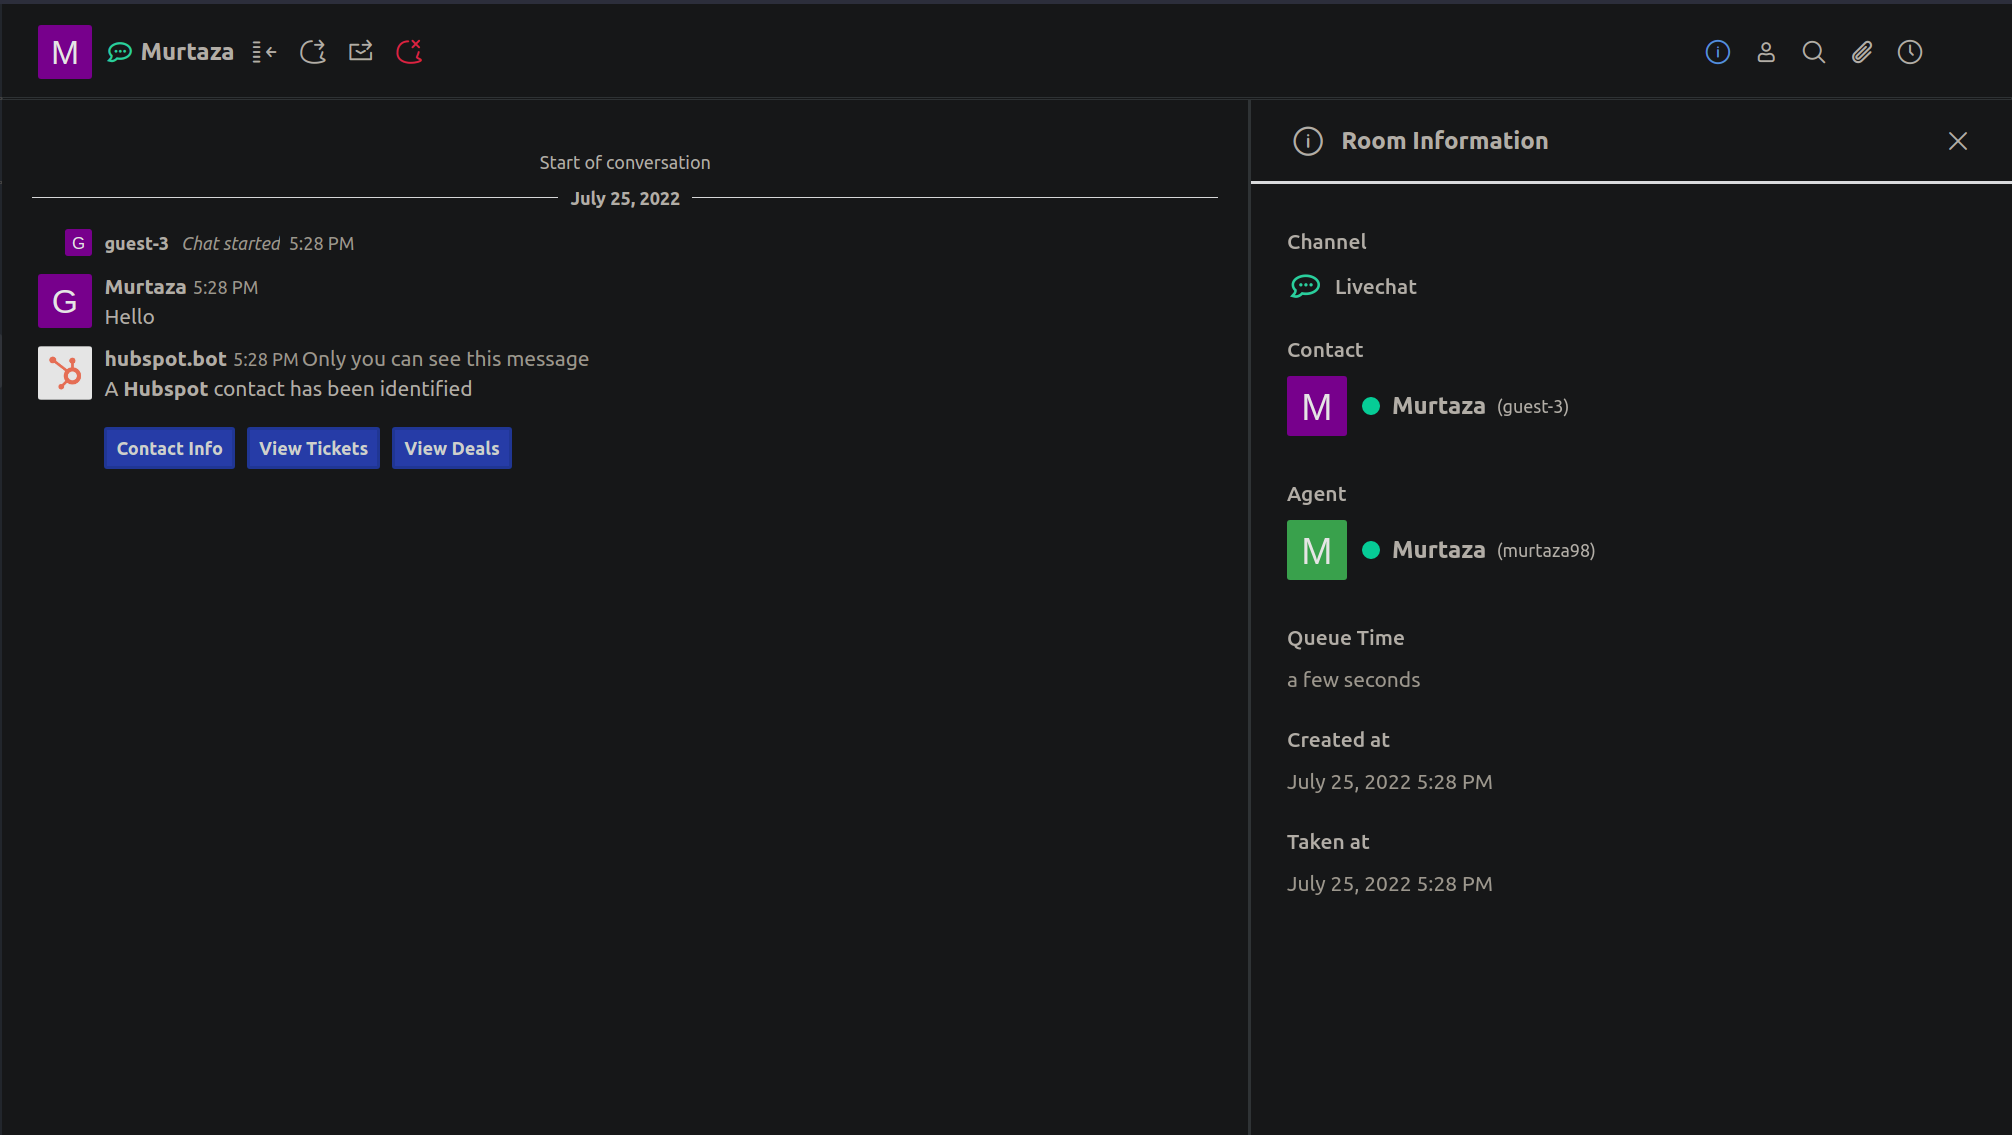 M Murtaza
Start of conversation
July 25, 2022
G guest-3 Chat started 5:28 PM
G Murtaza 5:28 PM
Hello
hubspot.bot 5:28 PM Only you can see this message
A Hubspot contact has been identified
Contact Info View Tickets View Deals
Room Information
Channel
Livechat
Contact
M Murtaza (guest-3)
Agent
M Murtaza (murtaza98)
Queue Time
a few seconds
Created at
July 25, 2022 5:28 PM
Taken at
July 25, 2022 5:28 PM